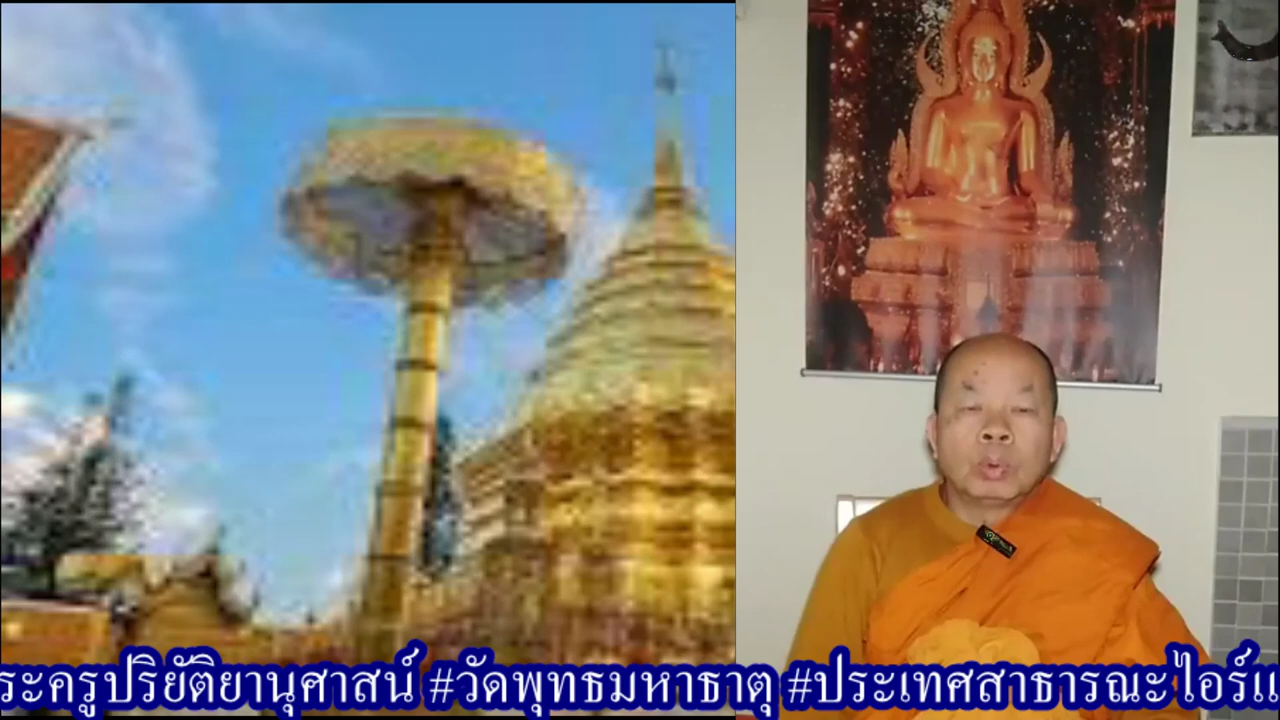 ระครูปริยัติยานุศาสน์ #วัดพุทธมหาธาตุ #ประเทศสาธารณะไอร์แ